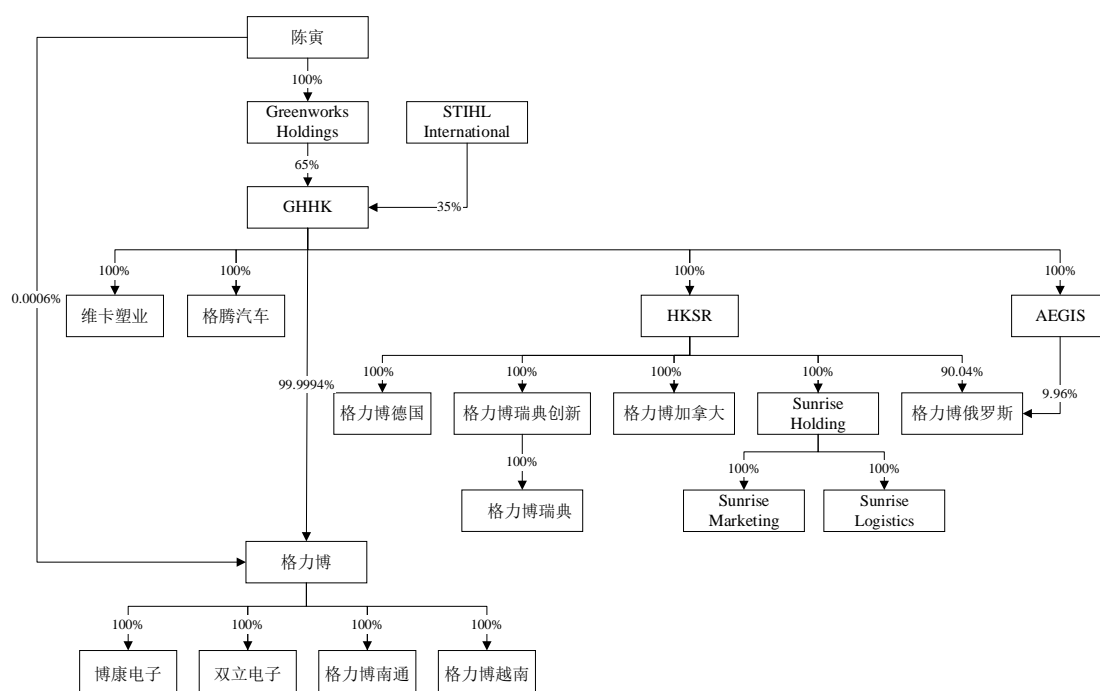 陈寅
100%
Greenworks
Holdings
STIHL
International
65%
GHHK
35%
100%
100%
100%
100%
0.0006%
维卡塑业
格腾汽车
HKSR
AEGIS
99.9994%
100%
100%
100%
100%
90.04%
9.96%
格力博德国
格力博瑞典创新
格力博加拿大
Sunrise
Holding
格力博俄罗斯
100%
100%
100%
格力博瑞典
Sunrise
Marketing
Sunrise
Logistics
格力博
100%
100%
100%
100%
博康电子
双立电子
格力博南通
格力博越南